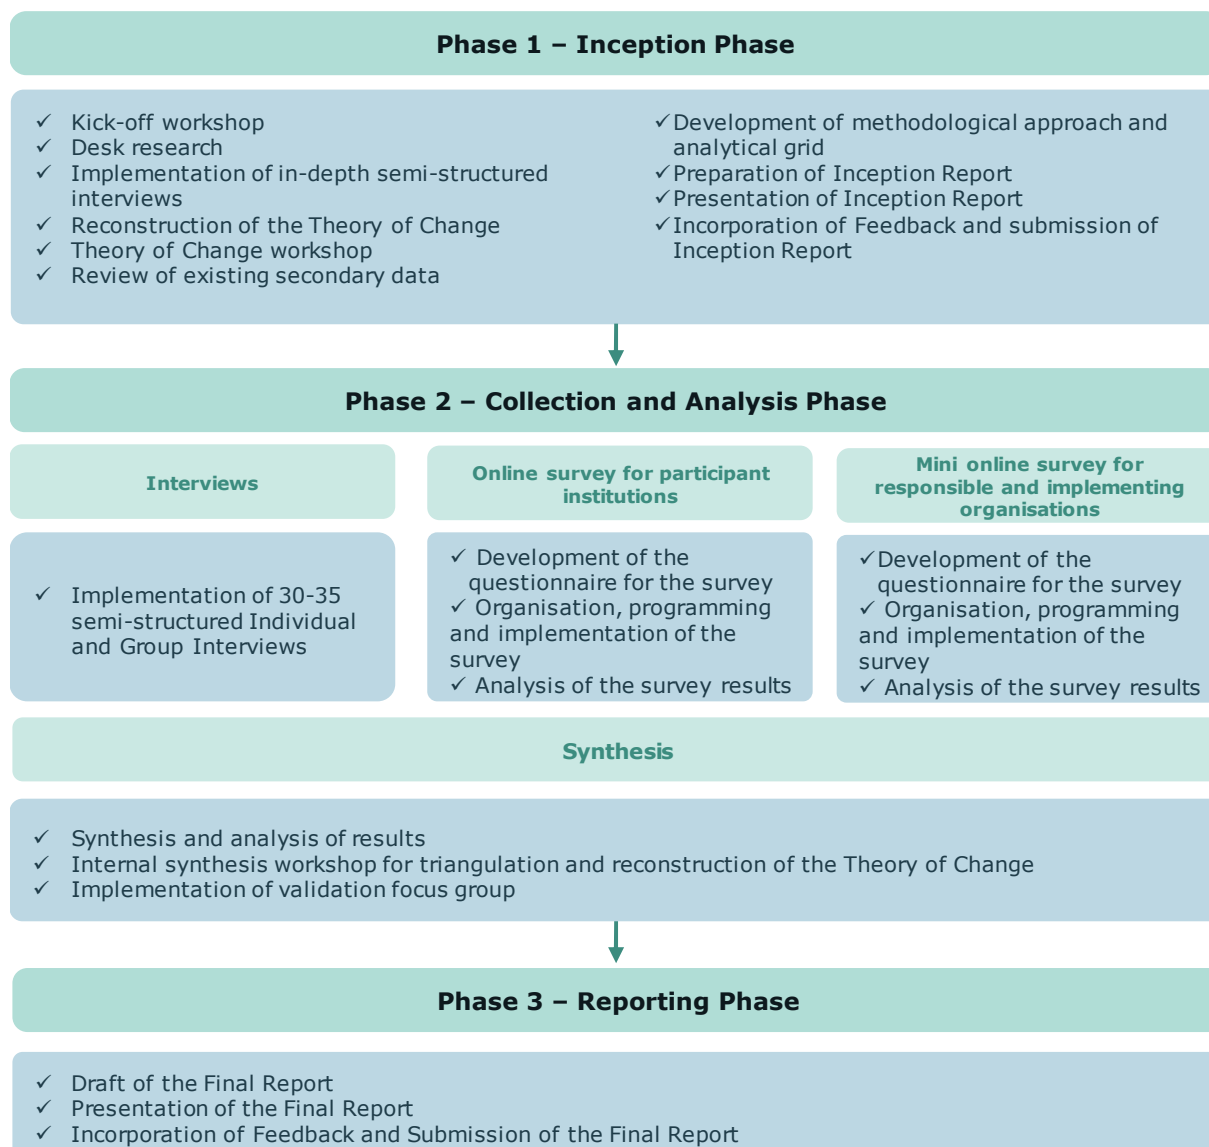 Phase 1 – Inception Phase
✓ Kick-off workshop
✓ Desk research
✓ Implementation of in-depth semi-structured
interviews
✓ Reconstruction of the Theory of Change
✓ Theory of Change workshop
✓ Review of existing secondary data
✓Development of methodological approach and
analytical grid
✓Preparation of Inception Report
✓Presentation of Inception Report
✓Incorporation of Feedback and submission of
Inception Report
Phase 2 – Collection and Analysis Phase
Interviews
✓ Implementation of 30-35
semi-structured Individual
and Group Interviews
Online survey for participant
institutions
✓ Development of the
questionnaire for the survey
✓ Organisation, programming
and implementation of the
survey
✓ Analysis of the survey results
Mini online survey for
responsible and implementing
organisations
✓Development of the
questionnaire for the survey
✓ Organisation, programming
and implementation of the
survey
✓ Analysis of the survey results
Synthesis
✓ Synthesis and analysis of results
✓ Internal synthesis workshop for triangulation and reconstruction of the Theory of Change
✓ Implementation of validation focus group
Phase 3 – Reporting Phase
✓ Draft of the Final Report
✓ Presentation of the Final Report
✓ Incorporation of Feedback and Submission of the Final Report